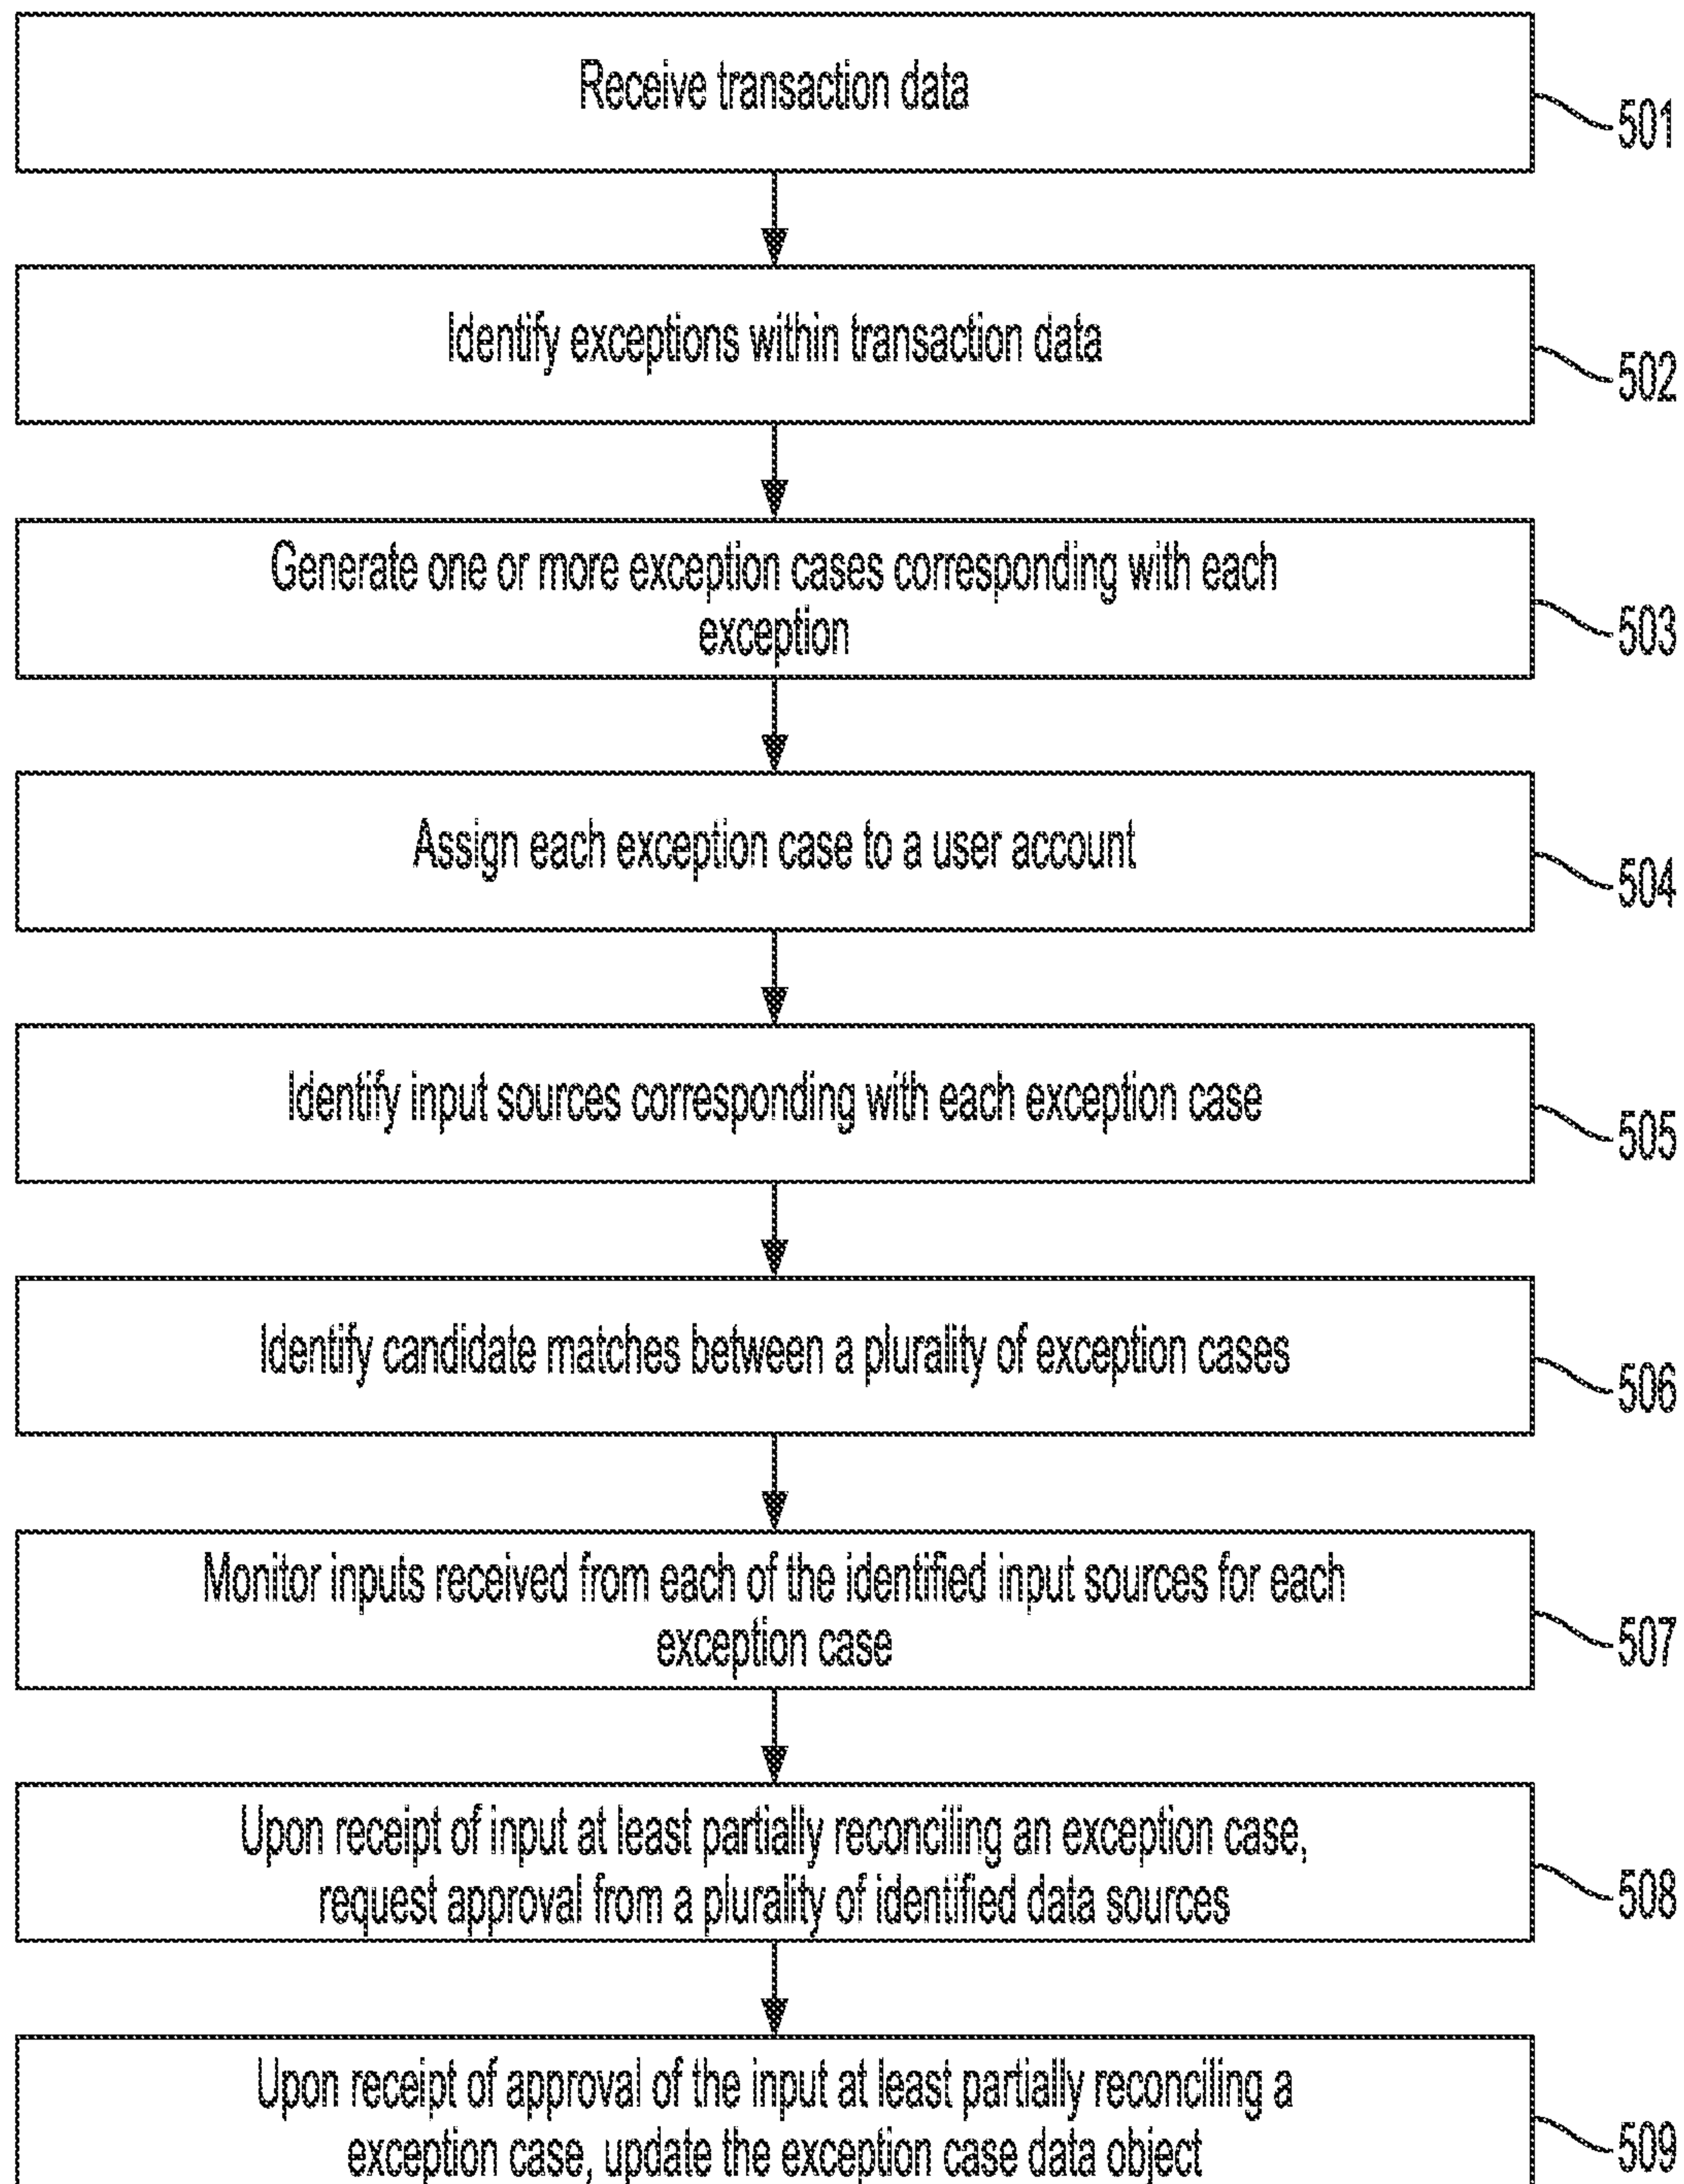 Receive transaction data
501
Identify exceptions within transaction data
502
Generate one or more exception cases corresponding with each
exception
503
Assign each exception case to a user account
504
Identify input sources corresponding with each exception case
505
Identify candidate matches between a plurality of exception cases
506
Monitor inputs received from each of the identified input sources for each
exception case
507
Upon receipt of input at least partially reconciling an exception case,
request approval from a plurality of identified data sources
508
Upon receipt of approval of the input at least partially reconciling a
exception case, update the exception case data object
509